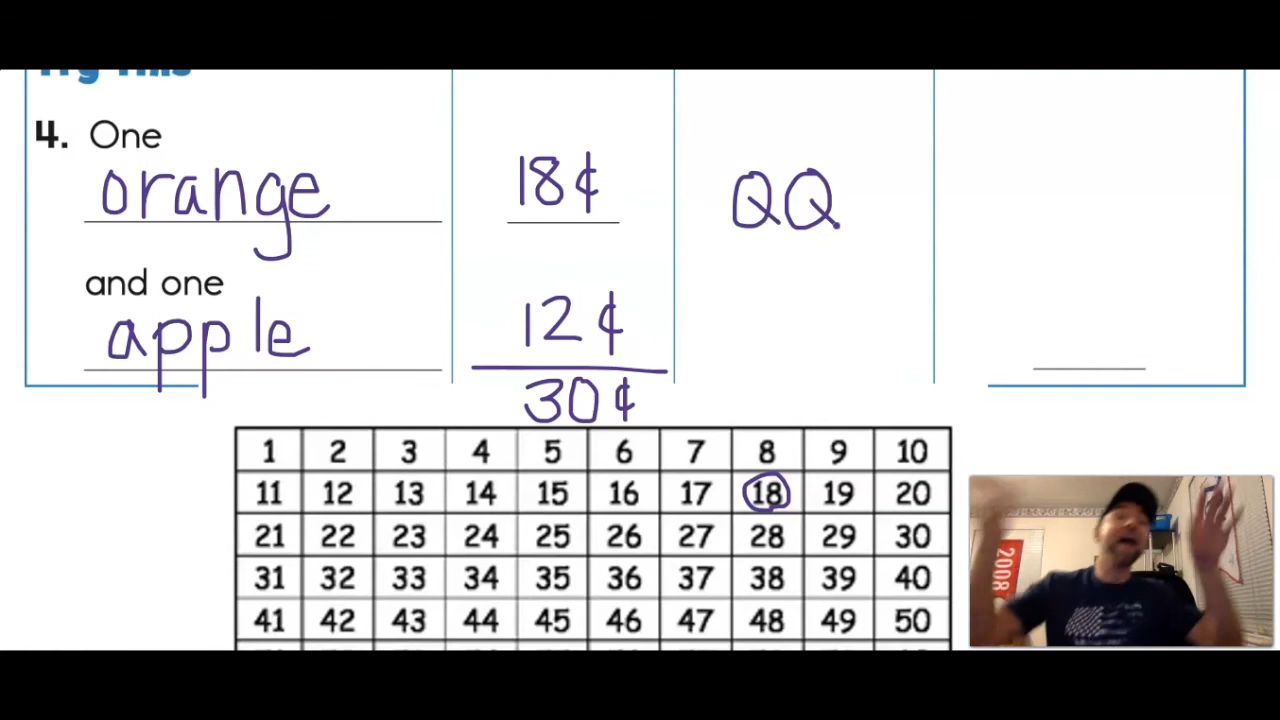 Try This
4. One
orange 18¢ QQ
and one
apple 12¢
30¢
1 2 3 4 5 6 7 8 9 10
11 12 13 14 15 16 17 18 19 20
21 22 23 24 25 26 27 28 29 30
31 32 33 34 35 36 37 38 39 40
41 42 43 44 45 46 47 48 49 50
2008